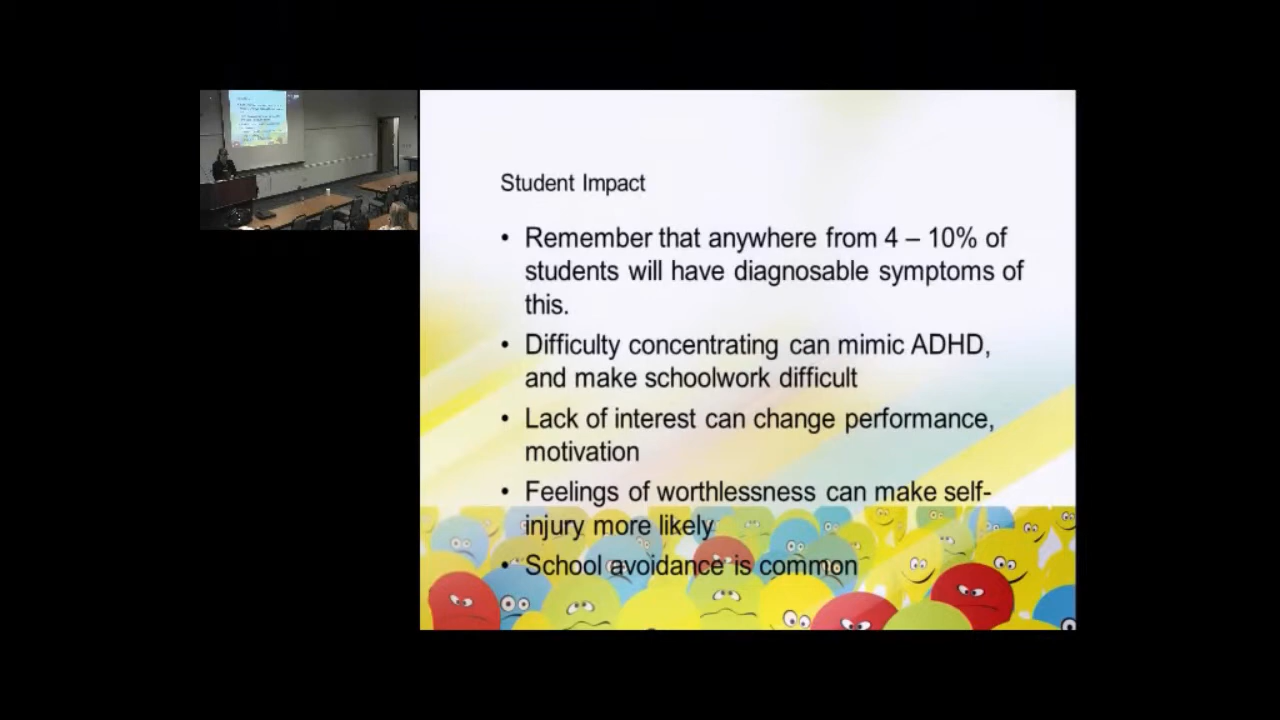 Student Impact
• Remember that anywhere from 4 – 10% of
students will have diagnosable symptoms of
this.
• Difficulty concentrating can mimic ADHD,
and make schoolwork difficult
• Lack of interest can change performance,
motivation
• Feelings of worthlessness can make self-
injury more likely
• School avoidance is common